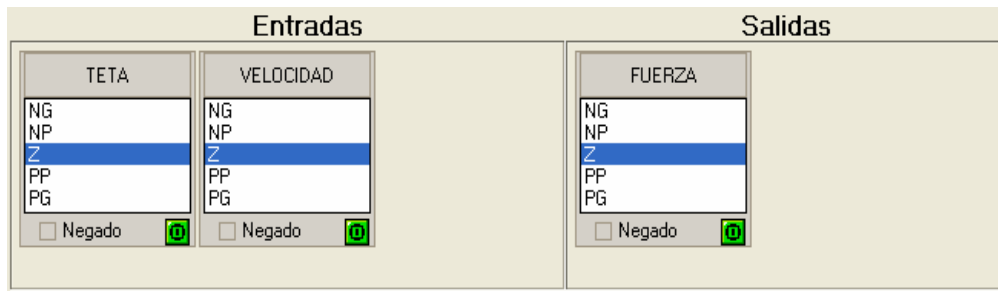 Entradas
Salidas
TETA
NG
NP
Z
PP
PG
Negado
VELOCIDAD
NG
NP
Z
PP
PG
Negado
FUERZA
NG
NP
Z
PP
PG
Negado